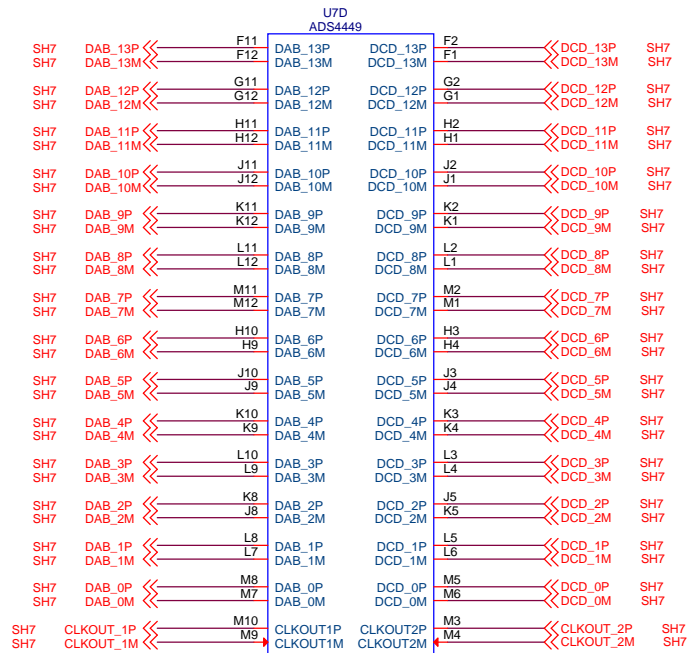 U7D
ADS4449
SH7 DAB_13P F11 DAB_13P DCD_13P F2 DCD_13P SH7
SH7 DAB_13M F12 DAB_13M DCD_13M F1 DCD_13M SH7
SH7 DAB_12P G11 DAB_12P DCD_12P G2 DCD_12P SH7
SH7 DAB_12M G12 DAB_12M DCD_12M G1 DCD_12M SH7
SH7 DAB_11P H11 DAB_11P DCD_11P H2 DCD_11P SH7
SH7 DAB_11M H12 DAB_11M DCD_11M H1 DCD_11M SH7
SH7 DAB_10P J11 DAB_10P DCD_10P J2 DCD_10P SH7
SH7 DAB_10M J12 DAB_10M DCD_10M J1 DCD_10M SH7
SH7 DAB_9P K11 DAB_9P DCD_9P K2 DCD_9P SH7
SH7 DAB_9M K12 DAB_9M DCD_9M K1 DCD_9M SH7
SH7 DAB_8P L11 DAB_8P DCD_8P L2 DCD_8P SH7
SH7 DAB_8M L12 DAB_8M DCD_8M L1 DCD_8M SH7
SH7 DAB_7P M11 DAB_7P DCD_7P M2 DCD_7P SH7
SH7 DAB_7M M12 DAB_7M DCD_7M M1 DCD_7M SH7
SH7 DAB_6P H10 DAB_6P DCD_6P H3 DCD_6P SH7
SH7 DAB_6M H9 DAB_6M DCD_6M H4 DCD_6M SH7
SH7 DAB_5P J10 DAB_5P DCD_5P J3 DCD_5P SH7
SH7 DAB_5M J9 DAB_5M DCD_5M J4 DCD_5M SH7
SH7 DAB_4P K10 DAB_4P DCD_4P K3 DCD_4P SH7
SH7 DAB_4M K9 DAB_4M DCD_4M K4 DCD_4M SH7
SH7 DAB_3P L10 DAB_3P DCD_3P L3 DCD_3P SH7
SH7 DAB_3M L9 DAB_3M DCD_3M L4 DCD_3M SH7
SH7 DAB_2P K8 DAB_2P DCD_2P J5 DCD_2P SH7
SH7 DAB_2M J8 DAB_2M DCD_2M K5 DCD_2M SH7
SH7 DAB_1P L8 DAB_1P DCD_1P L5 DCD_1P SH7
SH7 DAB_1M L7 DAB_1M DCD_1M L6 DCD_1M SH7
SH7 DAB_0P M8 DAB_0P DCD_0P M5 DCD_0P SH7
SH7 DAB_0M M7 DAB_0M DCD_0M M6 DCD_0M SH7
SH7 CLKOUT_1P M10 CLKOUT1P CLKOUT2P M3 CLKOUT_2P SH7
SH7 CLKOUT_1M M9 CLKOUT1M CLKOUT2M M4 CLKOUT_2M SH7